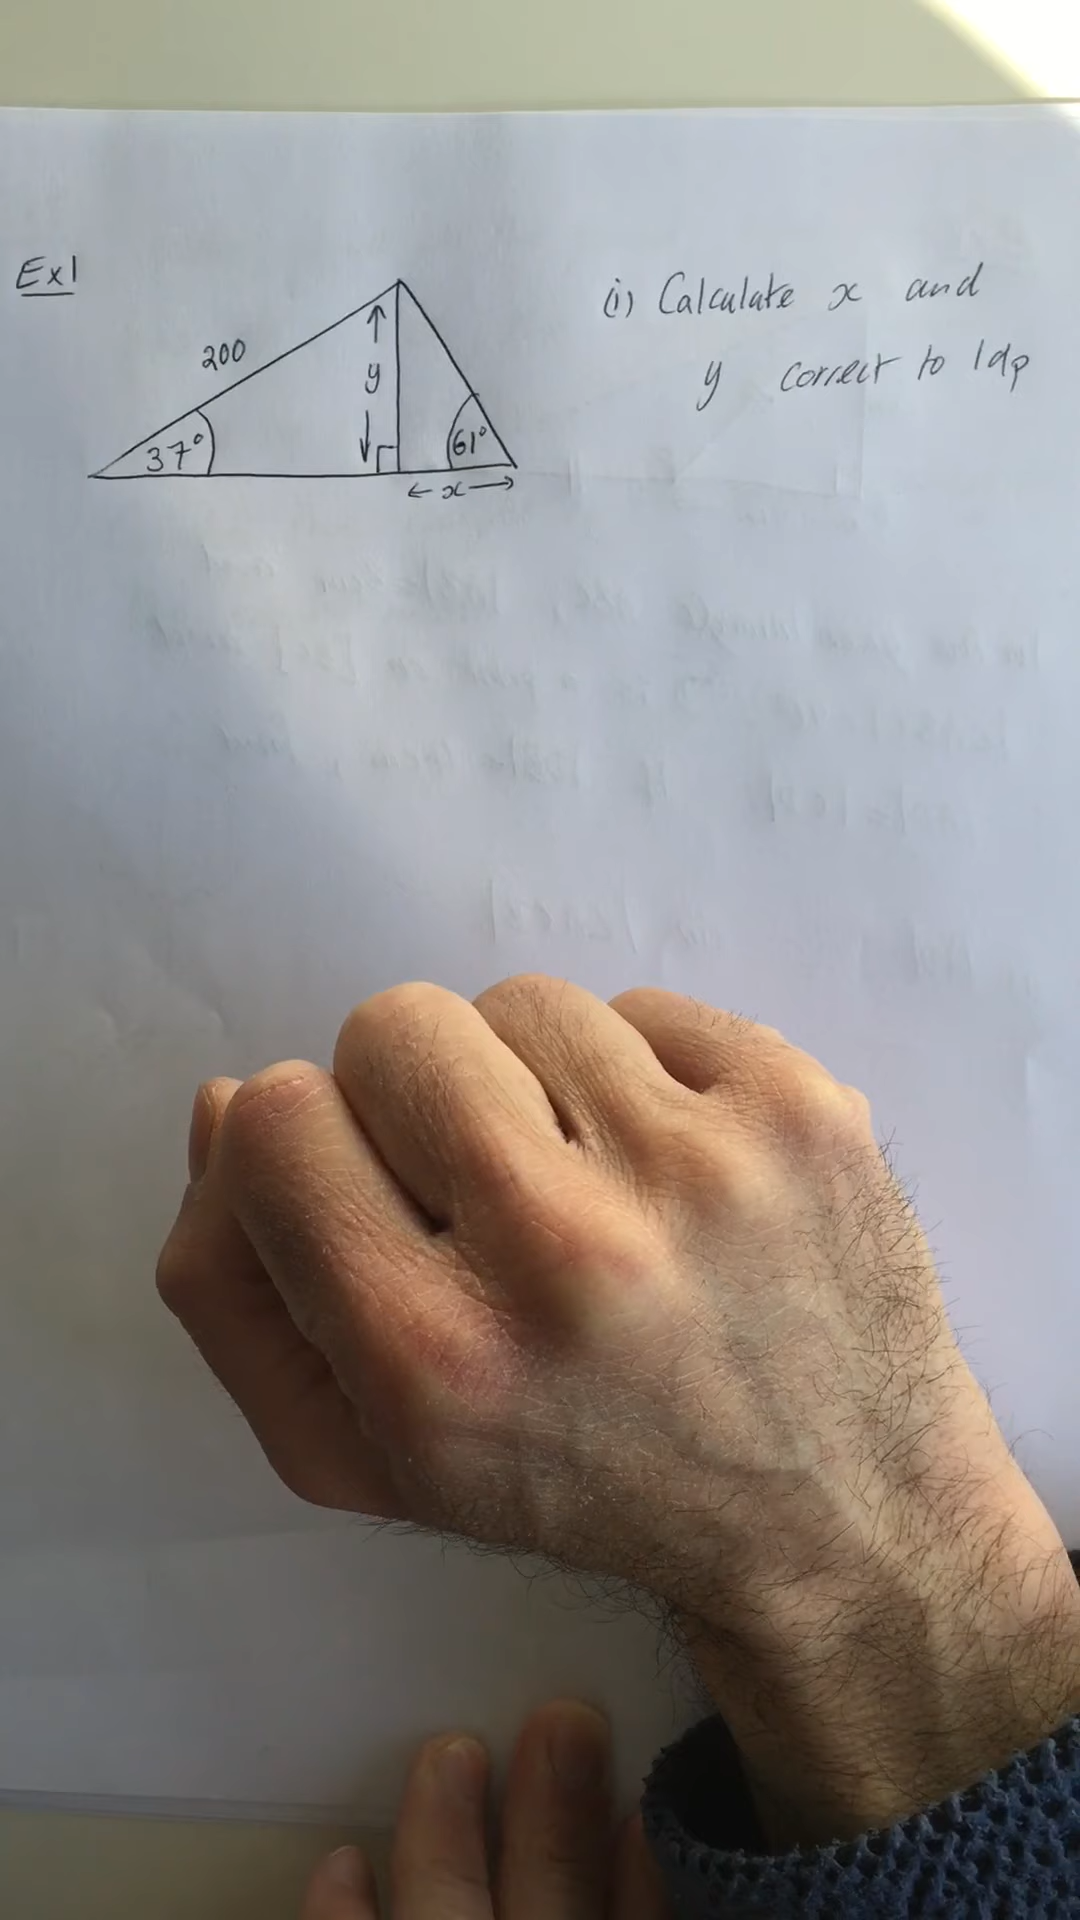 Ex1
(i) Calculate x and
y correct to 1dp
200
y
37°
61°
x